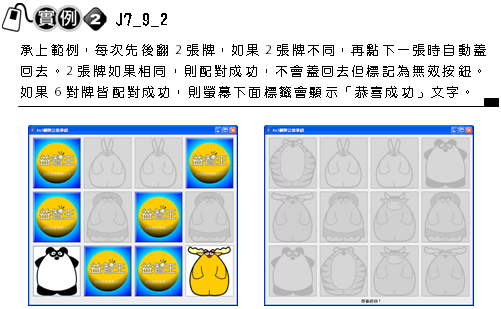 實例 2 J7_9_2
承上範例，每次先後翻 2 張牌，如果 2 張牌不同，再點下一張時自動蓋
回去。2 張牌如果相同，則配對成功，不會蓋回去但標記為無效按鈕。
如果 6 對牌皆配對成功，則螢幕下面標籤會顯示「恭喜成功」文字。
益智王
益智王
益智王
益智王
益智王
益智王
恭喜成功！